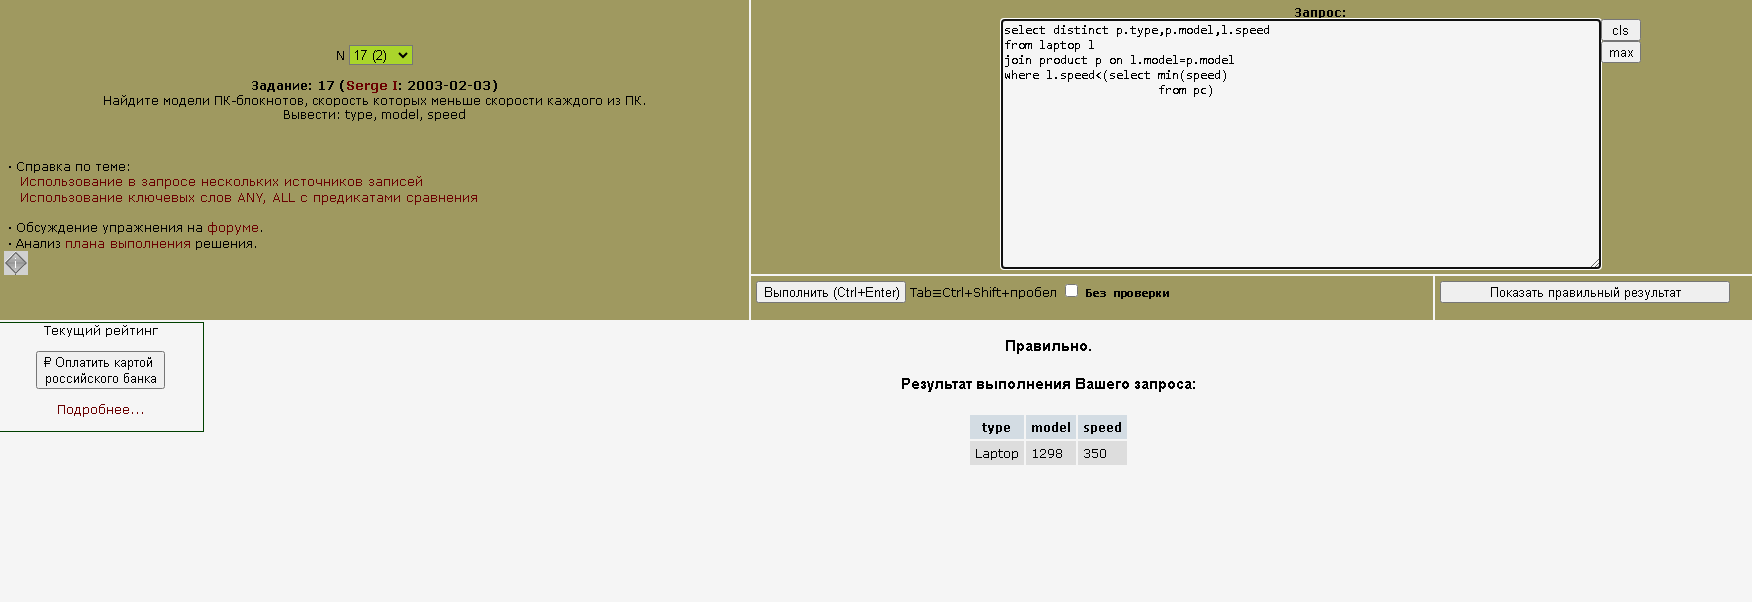 N 17 (2)
Задание: 17 (Serge I: 2003-02-03)
Найдите модели ПК-блокнотов, скорость которых меньше скорости каждого из ПК.
Вывести: type, model, speed
· Справка по теме:
Использование в запросе нескольких источников записей
Использование ключевых слов ANY, ALL с предикатами сравнения
· Обсуждение упражнения на форуме.
· Анализ плана выполнения решения.
Запрос:
select distinct p.type,p.model,l.speed
from laptop l
join product p on l.model=p.model
where l.speed<(select min(speed)
from pc)
cls
max
Выполнить (Ctrl+Enter) Tab≡Ctrl+Shift+пробел Без проверки
Показать правильный результат
Текущий рейтинг
₽ Оплатить картой
российского банка
Подробнее...
Правильно.
Результат выполнения Вашего запроса:
type model speed
Laptop 1298 350